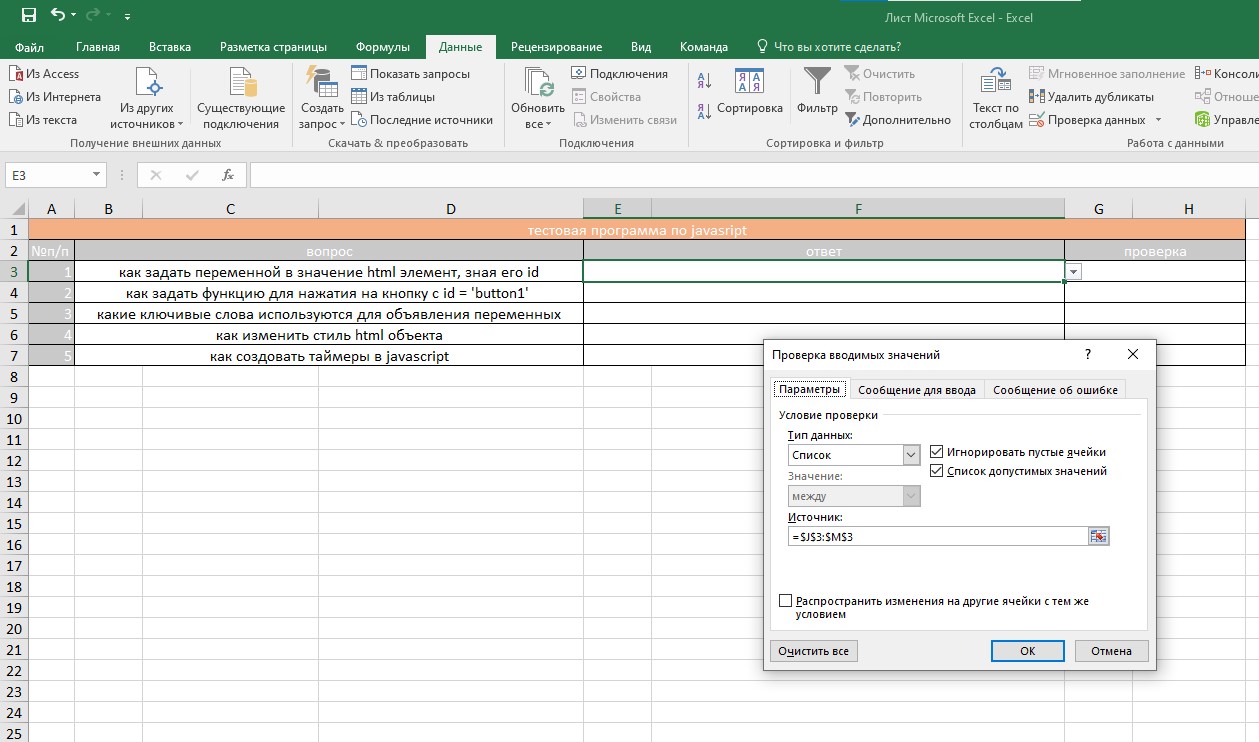 Лист Microsoft Excel - Excel
Файл Главная Вставка Разметка страницы Формулы Данные Рецензирование Вид Команда Что вы хотите сделать?
Из Access
Из Интернета
Из текста
Из других источников
Существующие подключения
Получение внешних данных
Создать запрос
Показать запросы
Из таблицы
Последние источники
Скачать & преобразовать
Обновить все
Подключения
Свойства
Изменить связи
Подключения
Сортировка
Фильтр
Очистить
Повторить
Дополнительно
Сортировка и фильтр
Текст по столбцам
Мгновенное заполнение
Удалить дубликаты
Проверка данных
Консоли
Отноше
Управле
Работа с данными
E3 fx
A B C D E F G H
1 тестовая программа по javasript
2 №п/п вопрос ответ проверка
3 1 как задать переменной в значение html элемент, зная его id
4 2 как задать функцию для нажатия на кнопку с id = 'button1'
5 3 какие ключивые слова используются для объявления переменных
6 4 как изменить стиль html объекта
7 5 как создовать таймеры в javascript
8
9
10
11
12
13
14
15
16
17
18
19
20
21
22
23
24
25
Проверка вводимых значений ?
Параметры Сообщение для ввода Сообщение об ошибке
Условие проверки
Тип данных:
Список
Игнорировать пустые ячейки
Значение:
Список допустимых значений
между
Источник:
=$J$3:$M$3
Распространить изменения на другие ячейки с тем же
условием
Очистить все ОК Отмена